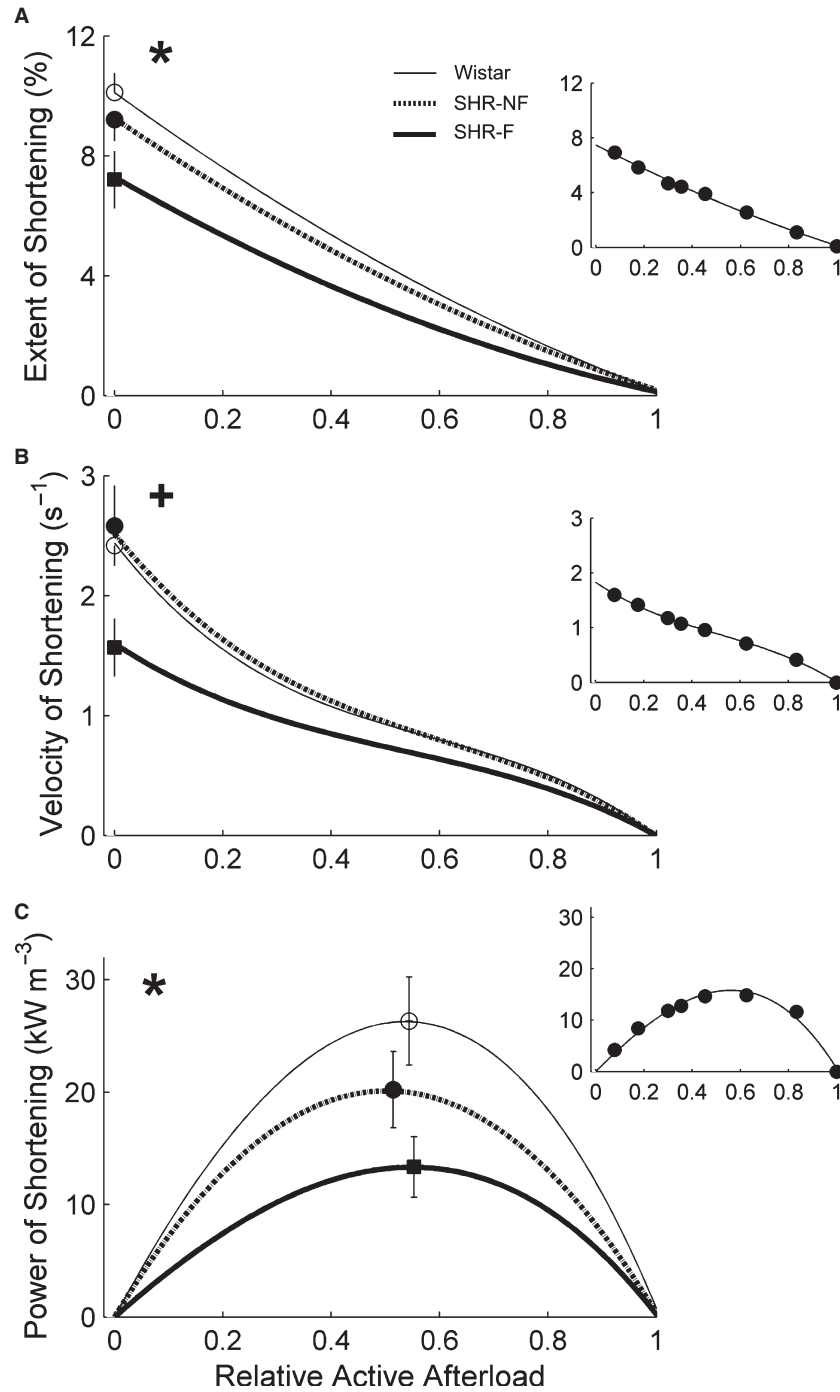 A
Extent of Shortening (%)
12
8
4
0
*
Wistar
SHR-NF
SHR-F
0 0.2 0.4 0.6 0.8 1
12
8
4
0
0 0.2 0.4 0.6 0.8 1
B
Velocity of Shortening (s−1)
3
2
1
0
+
0 0.2 0.4 0.6 0.8 1
3
2
1
0
0 0.2 0.4 0.6 0.8 1
C
Power of Shortening (kW m−3)
30
20
10
0
*
0 0.2 0.4 0.6 0.8 1
30
20
10
0
0 0.2 0.4 0.6 0.8 1
Relative Active Afterload